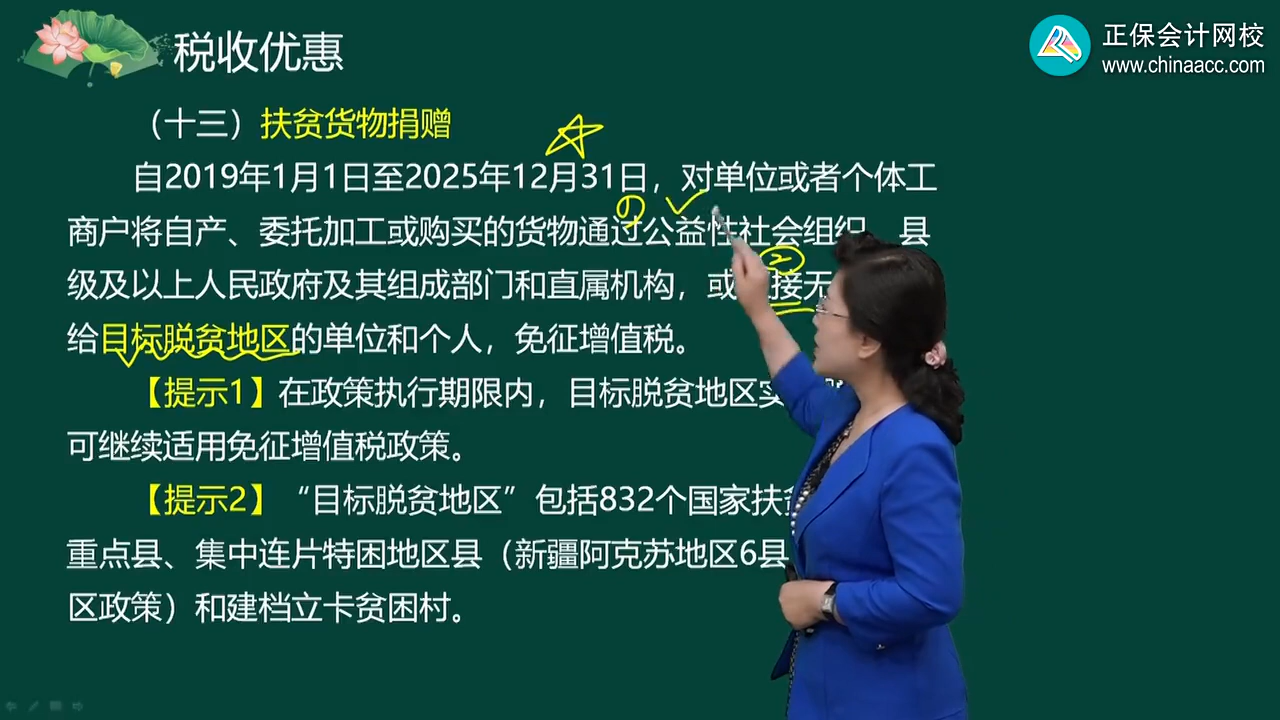 税收优惠
正保会计网校
www.chinaacc.com
（十三）扶贫货物捐赠
自2019年1月1日至2025年12月31日，对单位或者个体工
商户将自产、委托加工或购买的货物通过公益性社会组织、县
级及以上人民政府及其组成部门和直属机构，或 接无
给目标脱贫地区的单位和个人，免征增值税。
【提示1】在政策执行期限内，目标脱贫地区实
可继续适用免征增值税政策。
【提示2】“目标脱贫地区”包括832个国家扶贫
重点县、集中连片特困地区县（新疆阿克苏地区6县
区政策）和建档立卡贫困村。